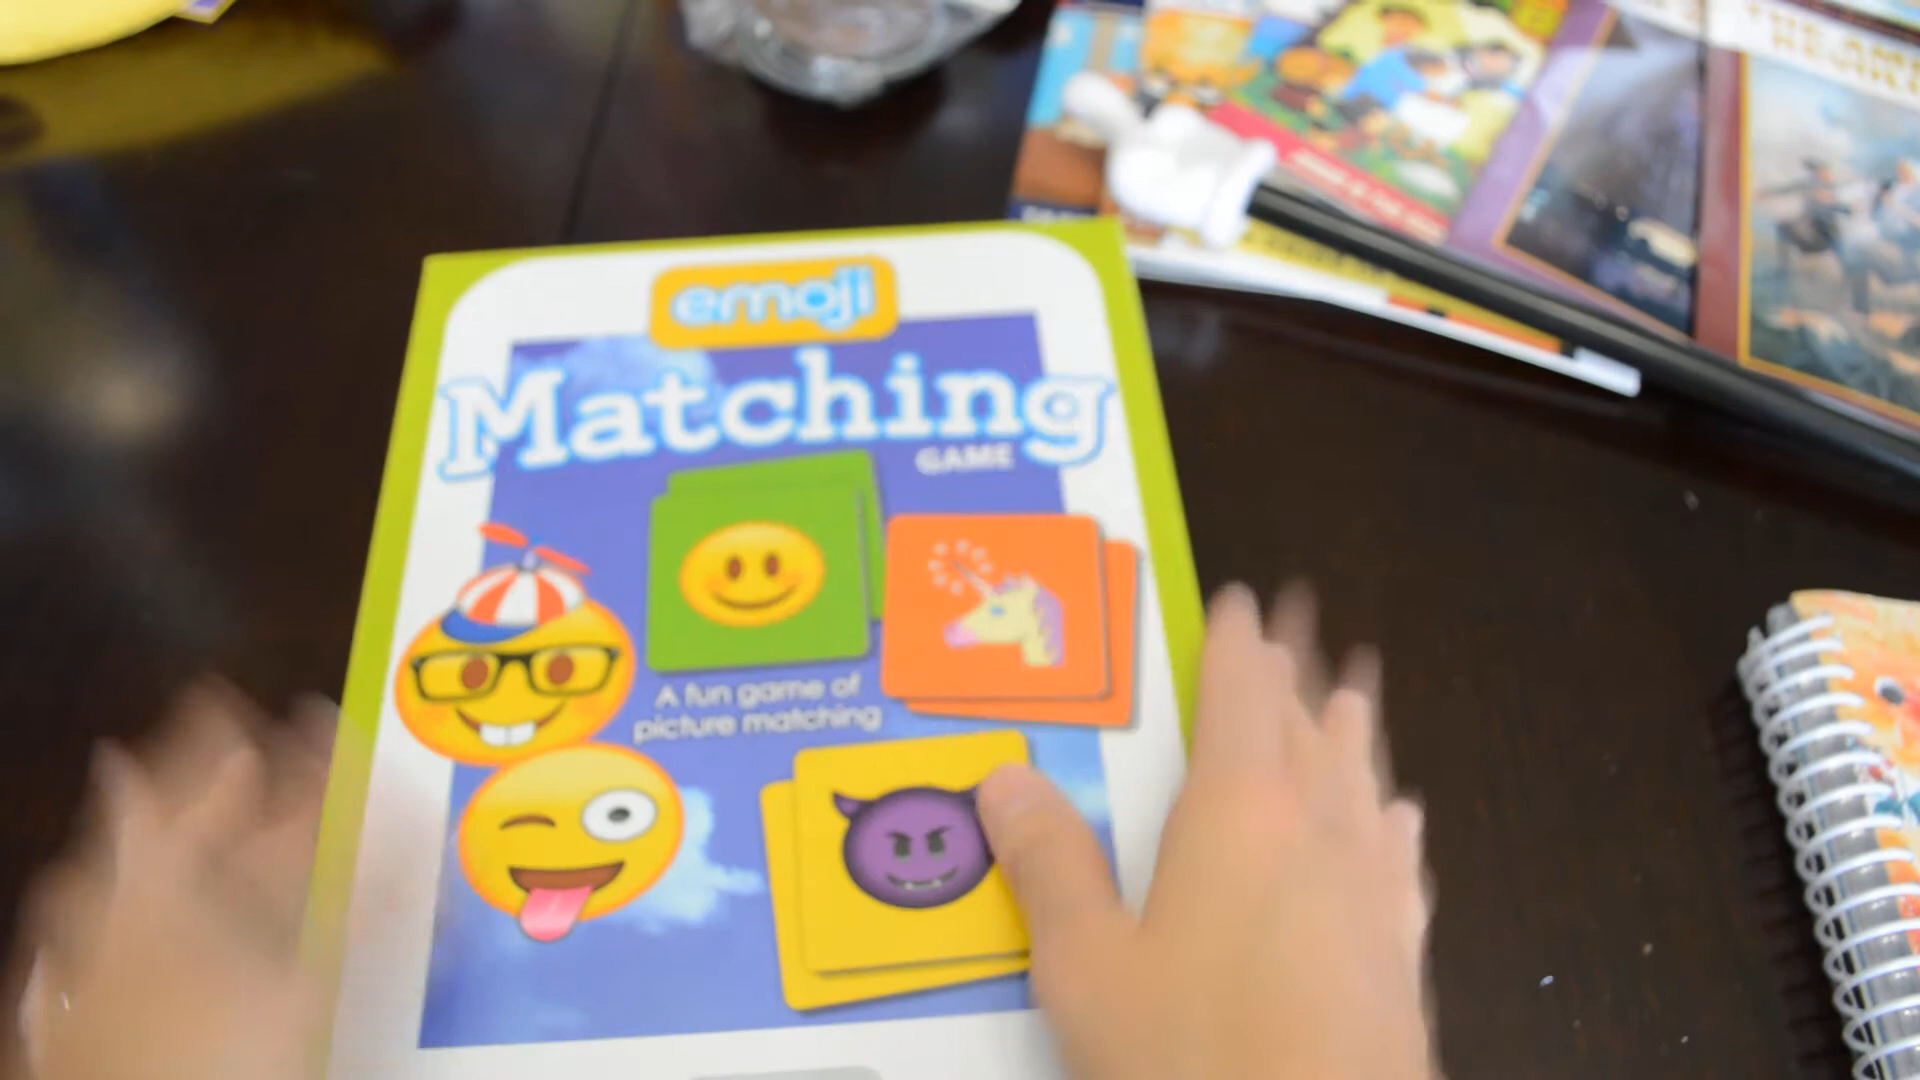 emoji
Matching
GAME
A fun game of
picture matching